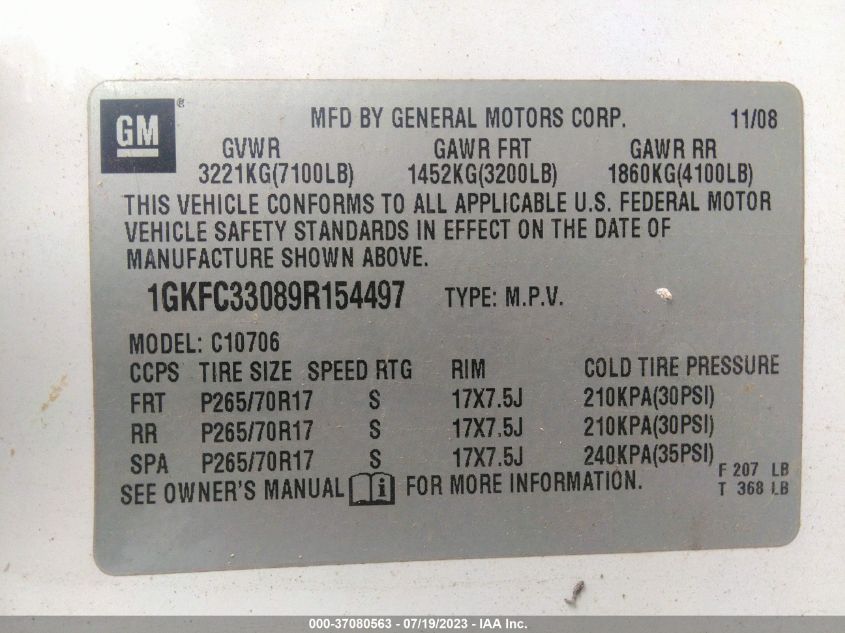 GM ® MFD BY GENERAL MOTORS CORP. 11/08
GVWR GAWR FRT GAWR RR
3221KG(7100LB) 1452KG(3200LB) 1860KG(4100LB)
THIS VEHICLE CONFORMS TO ALL APPLICABLE U.S. FEDERAL MOTOR
VEHICLE SAFETY STANDARDS IN EFFECT ON THE DATE OF
MANUFACTURE SHOWN ABOVE.
1GKFC33089R154497 TYPE: M.P.V.
MODEL: C10706
CCPS TIRE SIZE SPEED RTG RIM COLD TIRE PRESSURE
FRT P265/70R17 S 17X7.5J 210KPA(30PSI)
RR P265/70R17 S 17X7.5J 210KPA(30PSI)
SPA P265/70R17 S 17X7.5J 240KPA(35PSI)
F 207 LB
SEE OWNER'S MANUAL i FOR MORE INFORMATION.
T 368 LB
000-37080563 - 07/19/2023 - IAA Inc.